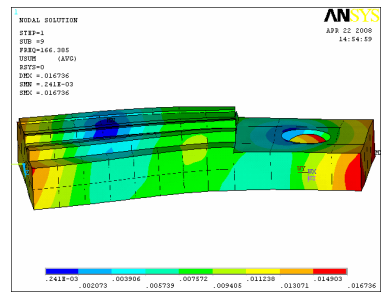 1
NODAL SOLUTION
ANSYS
STEP=1
SUB =9
FREQ=166.385
USUM (AVG)
RSYS=0
DMX =.016736
SMN =.241E-03
SMX =.016736
APR 22 2008
14:54:59
.241E-03 .003906 .007572 .011238 .014903
.002073 .005739 .009405 .013071 .016736